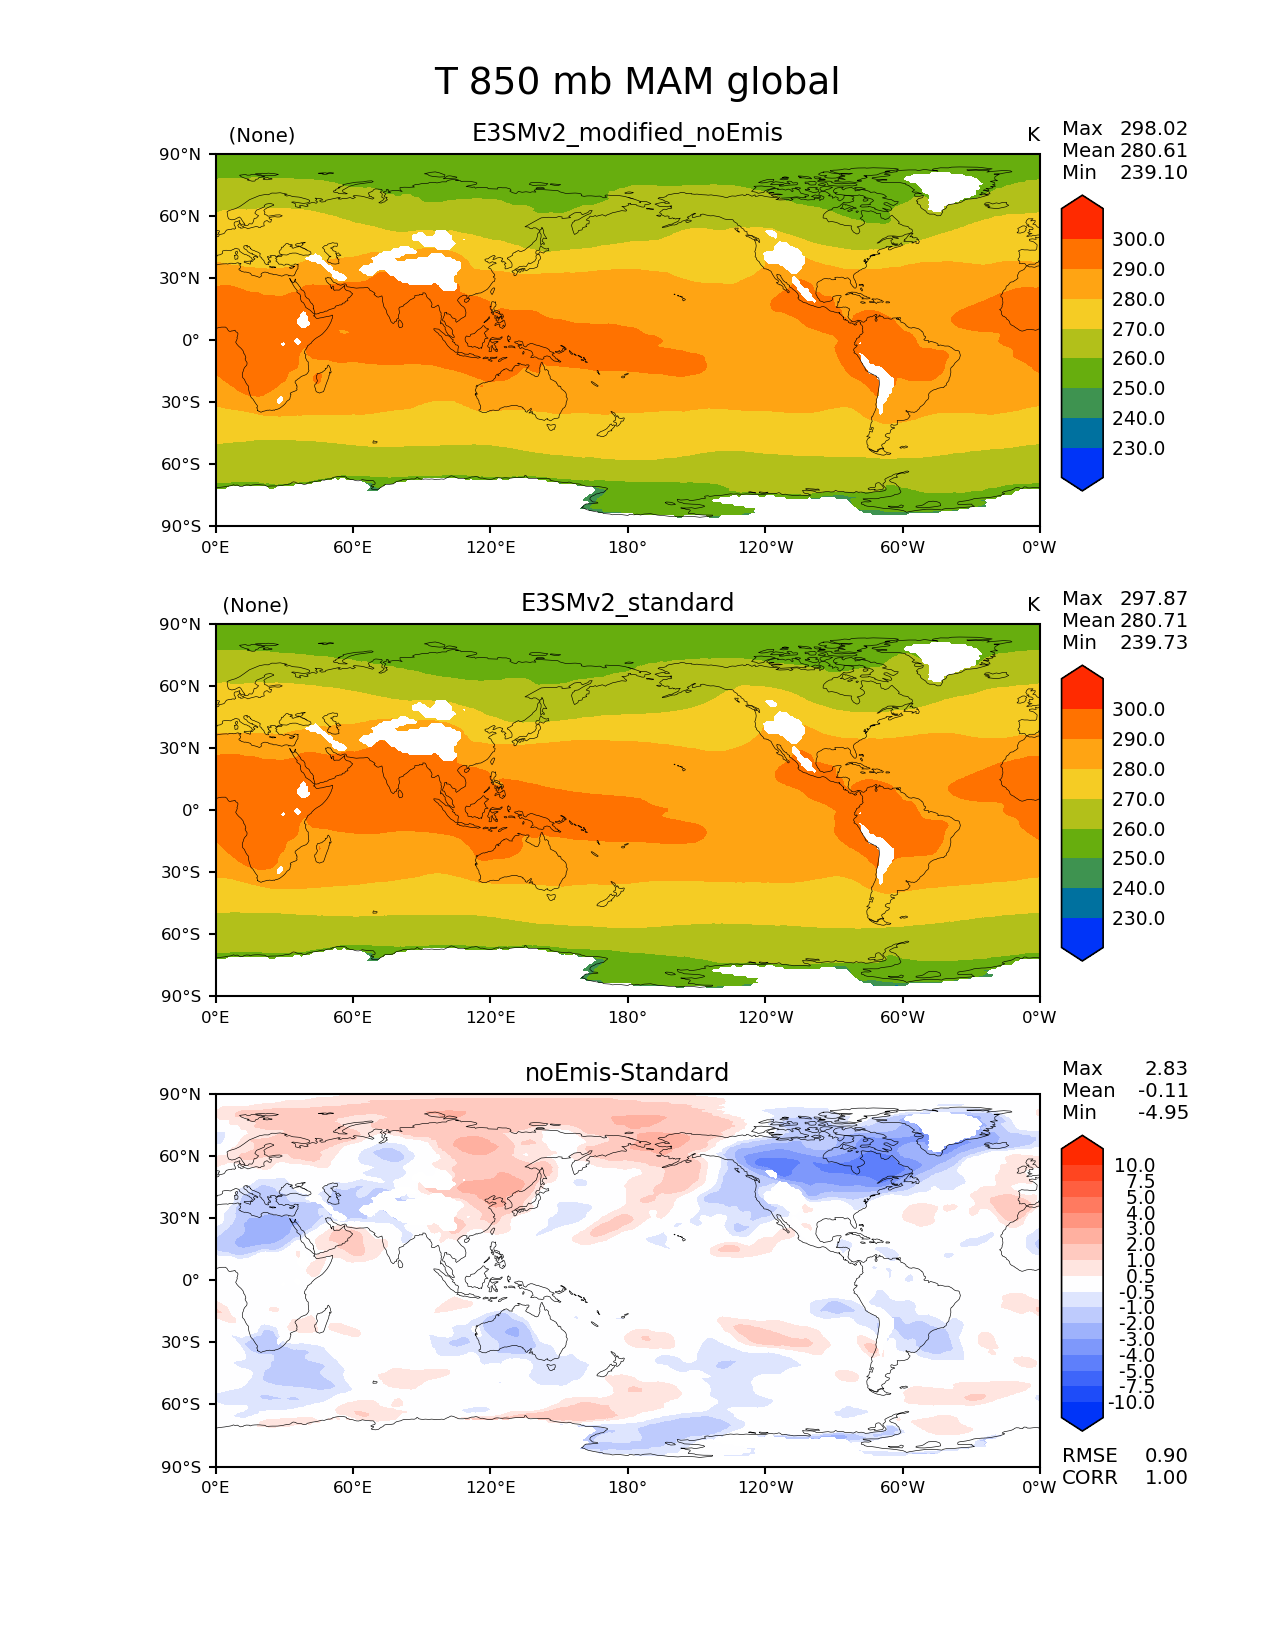 T 850 mb MAM global
(None) E3SMv2_modified_noEmis K
Max 298.02
Mean 280.61
Min 239.10
90°N
60°N
30°N
0°
30°S
60°S
90°S
0°E 60°E 120°E 180° 120°W 60°W 0°W
300.0
290.0
280.0
270.0
260.0
250.0
240.0
230.0
(None) E3SMv2_standard K
Max 297.87
Mean 280.71
Min 239.73
90°N
60°N
30°N
0°
30°S
60°S
90°S
0°E 60°E 120°E 180° 120°W 60°W 0°W
300.0
290.0
280.0
270.0
260.0
250.0
240.0
230.0
noEmis-Standard
Max 2.83
Mean -0.11
Min -4.95
90°N
60°N
30°N
0°
30°S
60°S
90°S
0°E 60°E 120°E 180° 120°W 60°W 0°W
10.0
7.5
5.0
4.0
3.0
2.0
1.0
0.5
-0.5
-1.0
-2.0
-3.0
-4.0
-5.0
-7.5
-10.0
RMSE 0.90
CORR 1.00